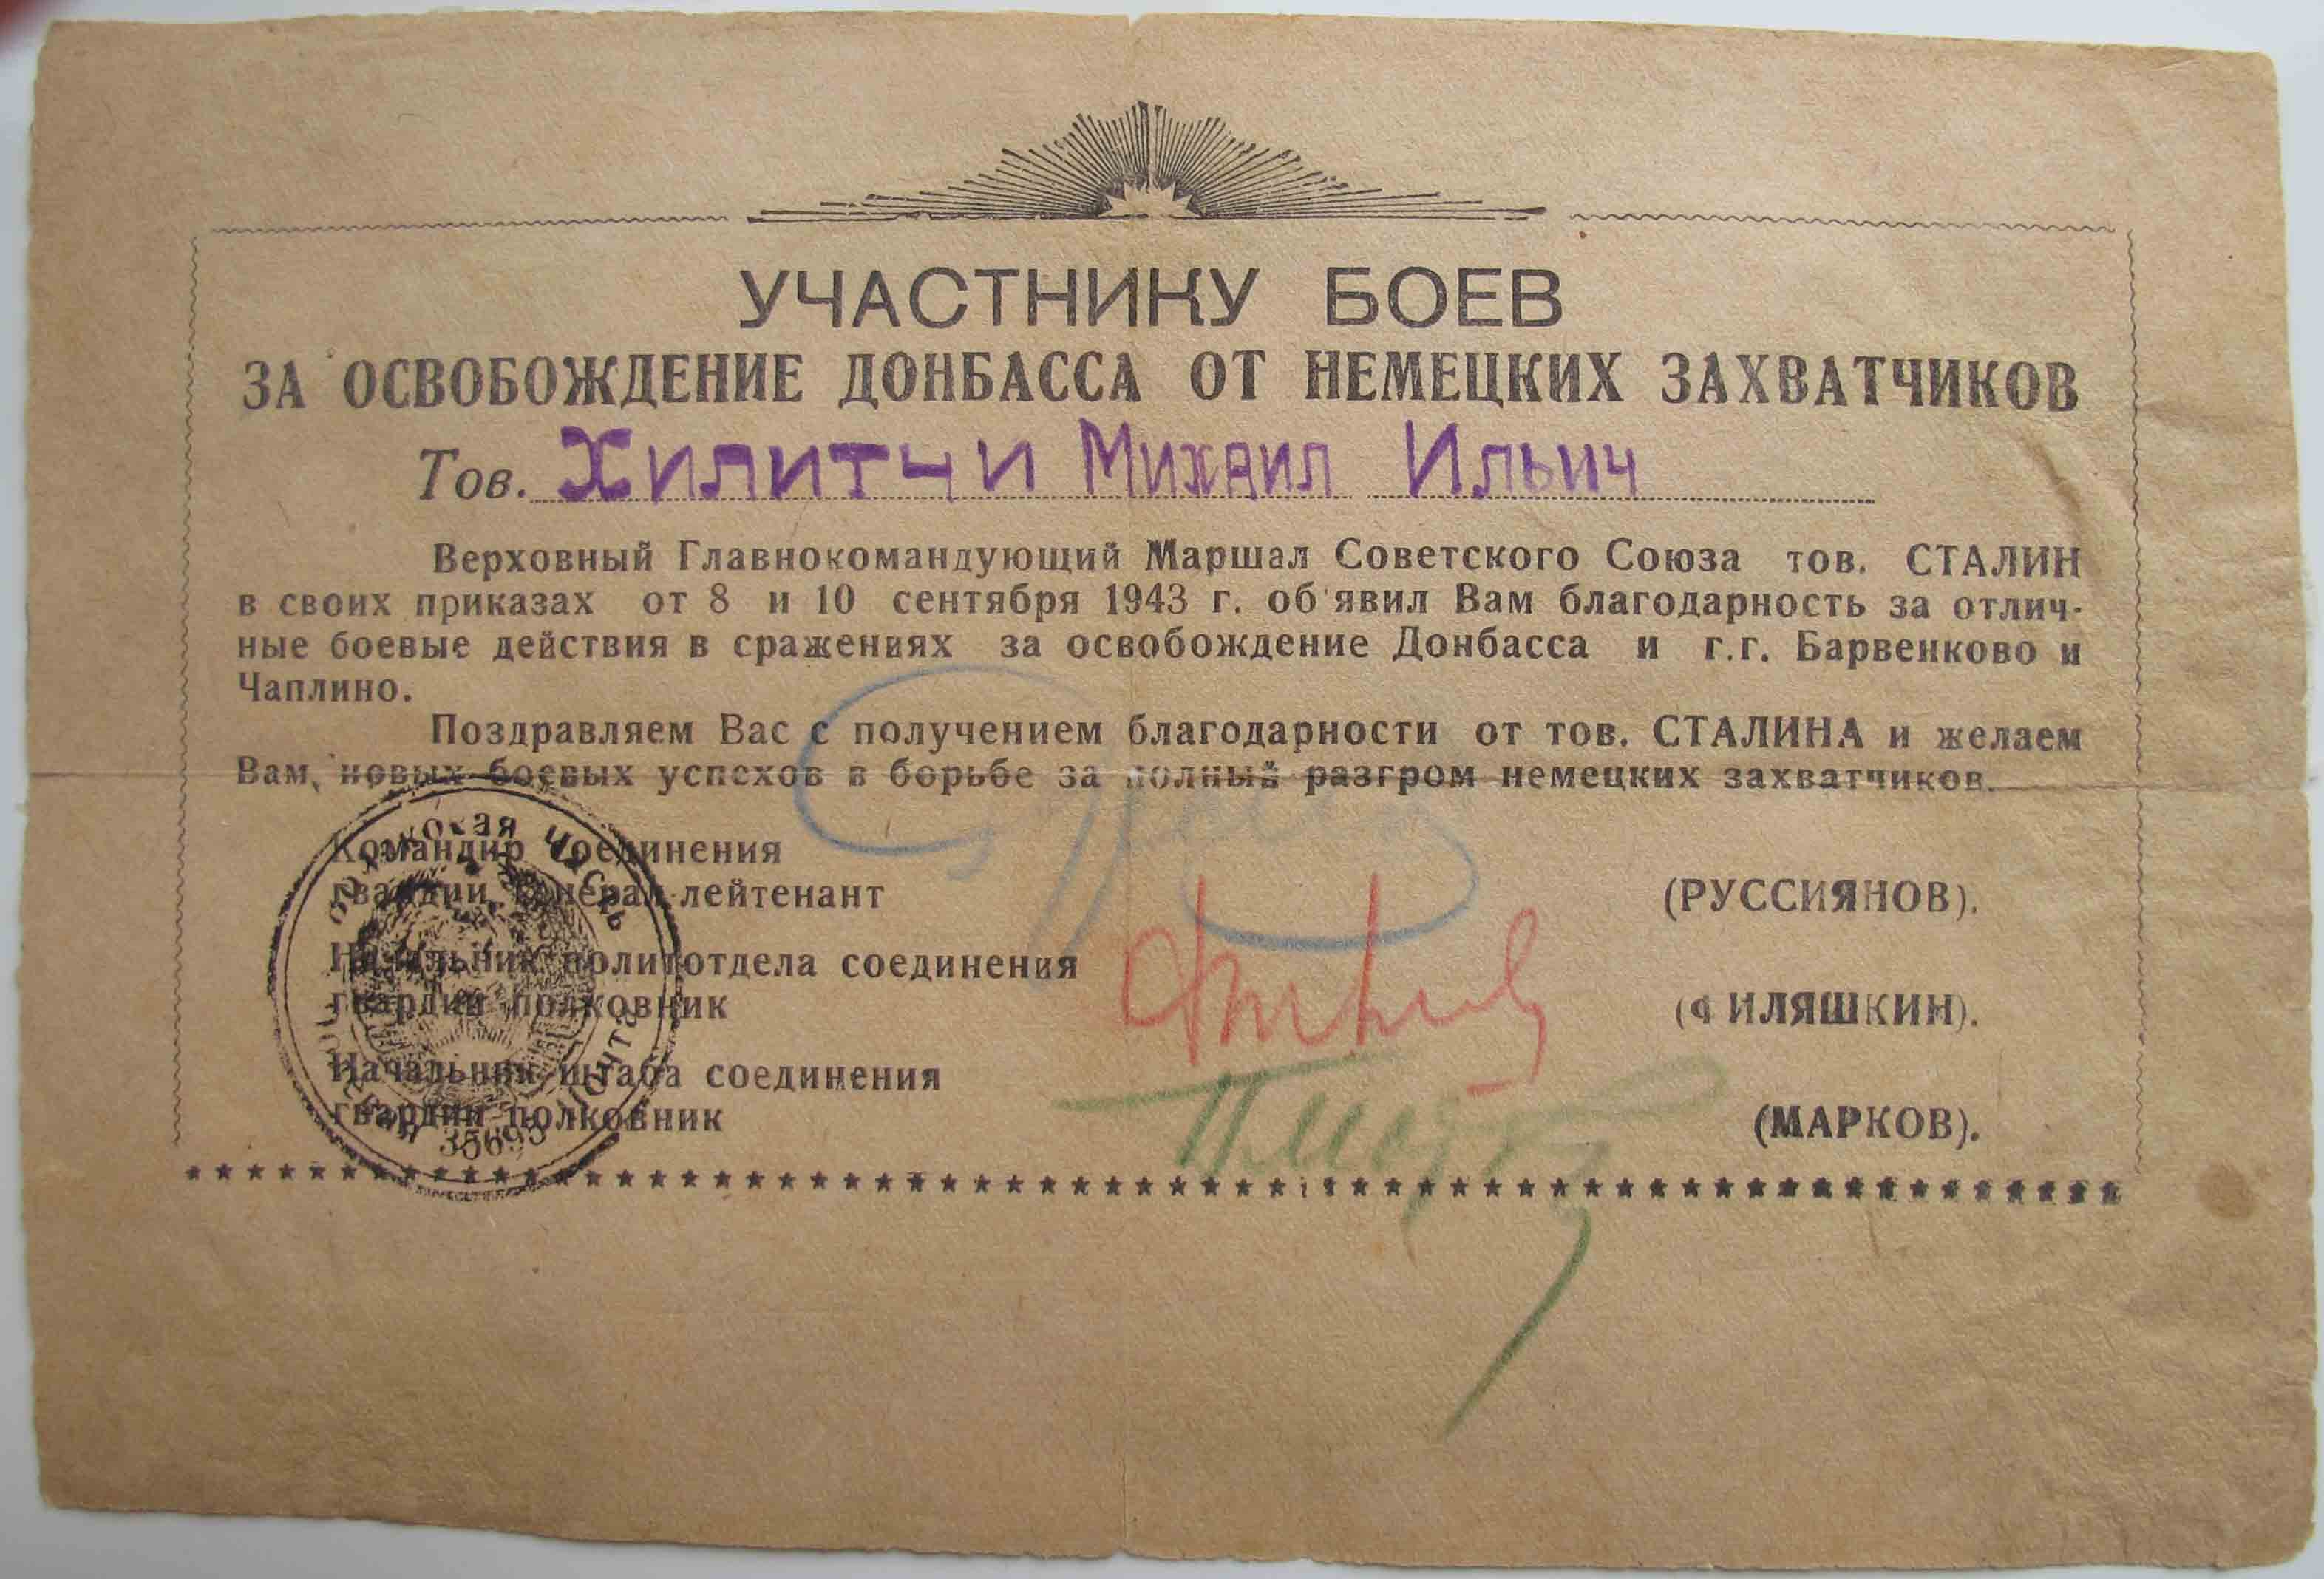 УЧАСТНИКУ БОЕВ
ЗА ОСВОБОЖДЕНИЕ ДОНБАССА ОТ НЕМЕЦКИХ ЗАХВАТЧИКОВ
Тов. ХИЛИТЧИ МИХАИЛ ИЛЬИЧ
Верховный Главнокомандующий Маршал Советского Союза тов. СТАЛИН
в своих приказах от 8 и 10 сентября 1943 г. об'явил Вам благодарность за отлич-
ные боевые действия в сражениях за освобождение Донбасса и г.г. Барвенково и
Чаплино.
Поздравляем Вас с получением благодарности от тов. СТАЛИНА и желаем
Вам, новых боевых успехов в борьбе за полный разгром немецких захватчиков.
Командир соединения
гвардии, генерал-лейтенант (РУССИЯНОВ).
Начальник политотдела соединения
гвардии полковник (ФИЛЯШКИН).
Начальник штаба соединения
гвардии полковник (МАРКОВ).
почта
35695